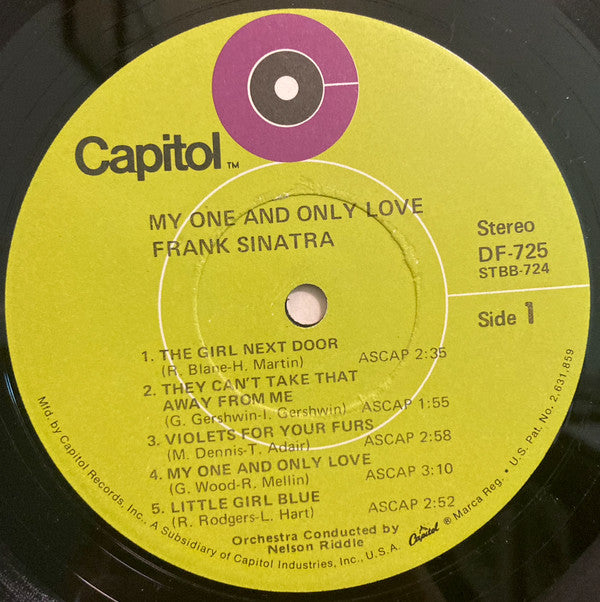 Capitol™
MY ONE AND ONLY LOVE
FRANK SINATRA
Stereo
DF-725
STBB-724
Side 1
1. THE GIRL NEXT DOOR
(R. Blane-H. Martin) ASCAP 2:35
2. THEY CAN'T TAKE THAT
AWAY FROM ME
(G. Gershwin-I. Gershwin) ASCAP 1:55
3. VIOLETS FOR YOUR FURS
(M. Dennis-T. Adair) ASCAP 2:58
4. MY ONE AND ONLY LOVE
(G. Wood-R. Mellin) ASCAP 3:10
5. LITTLE GIRL BLUE
(R. Rodgers-L. Hart) ASCAP 2:52
Orchestra Conducted by
Nelson Riddle
Mfd. by Capitol Records, Inc., A Subsidiary of Capitol Industries, Inc., U.S.A. Capitol ® Marca Reg. • U.S. Pat. No. 2,631,859